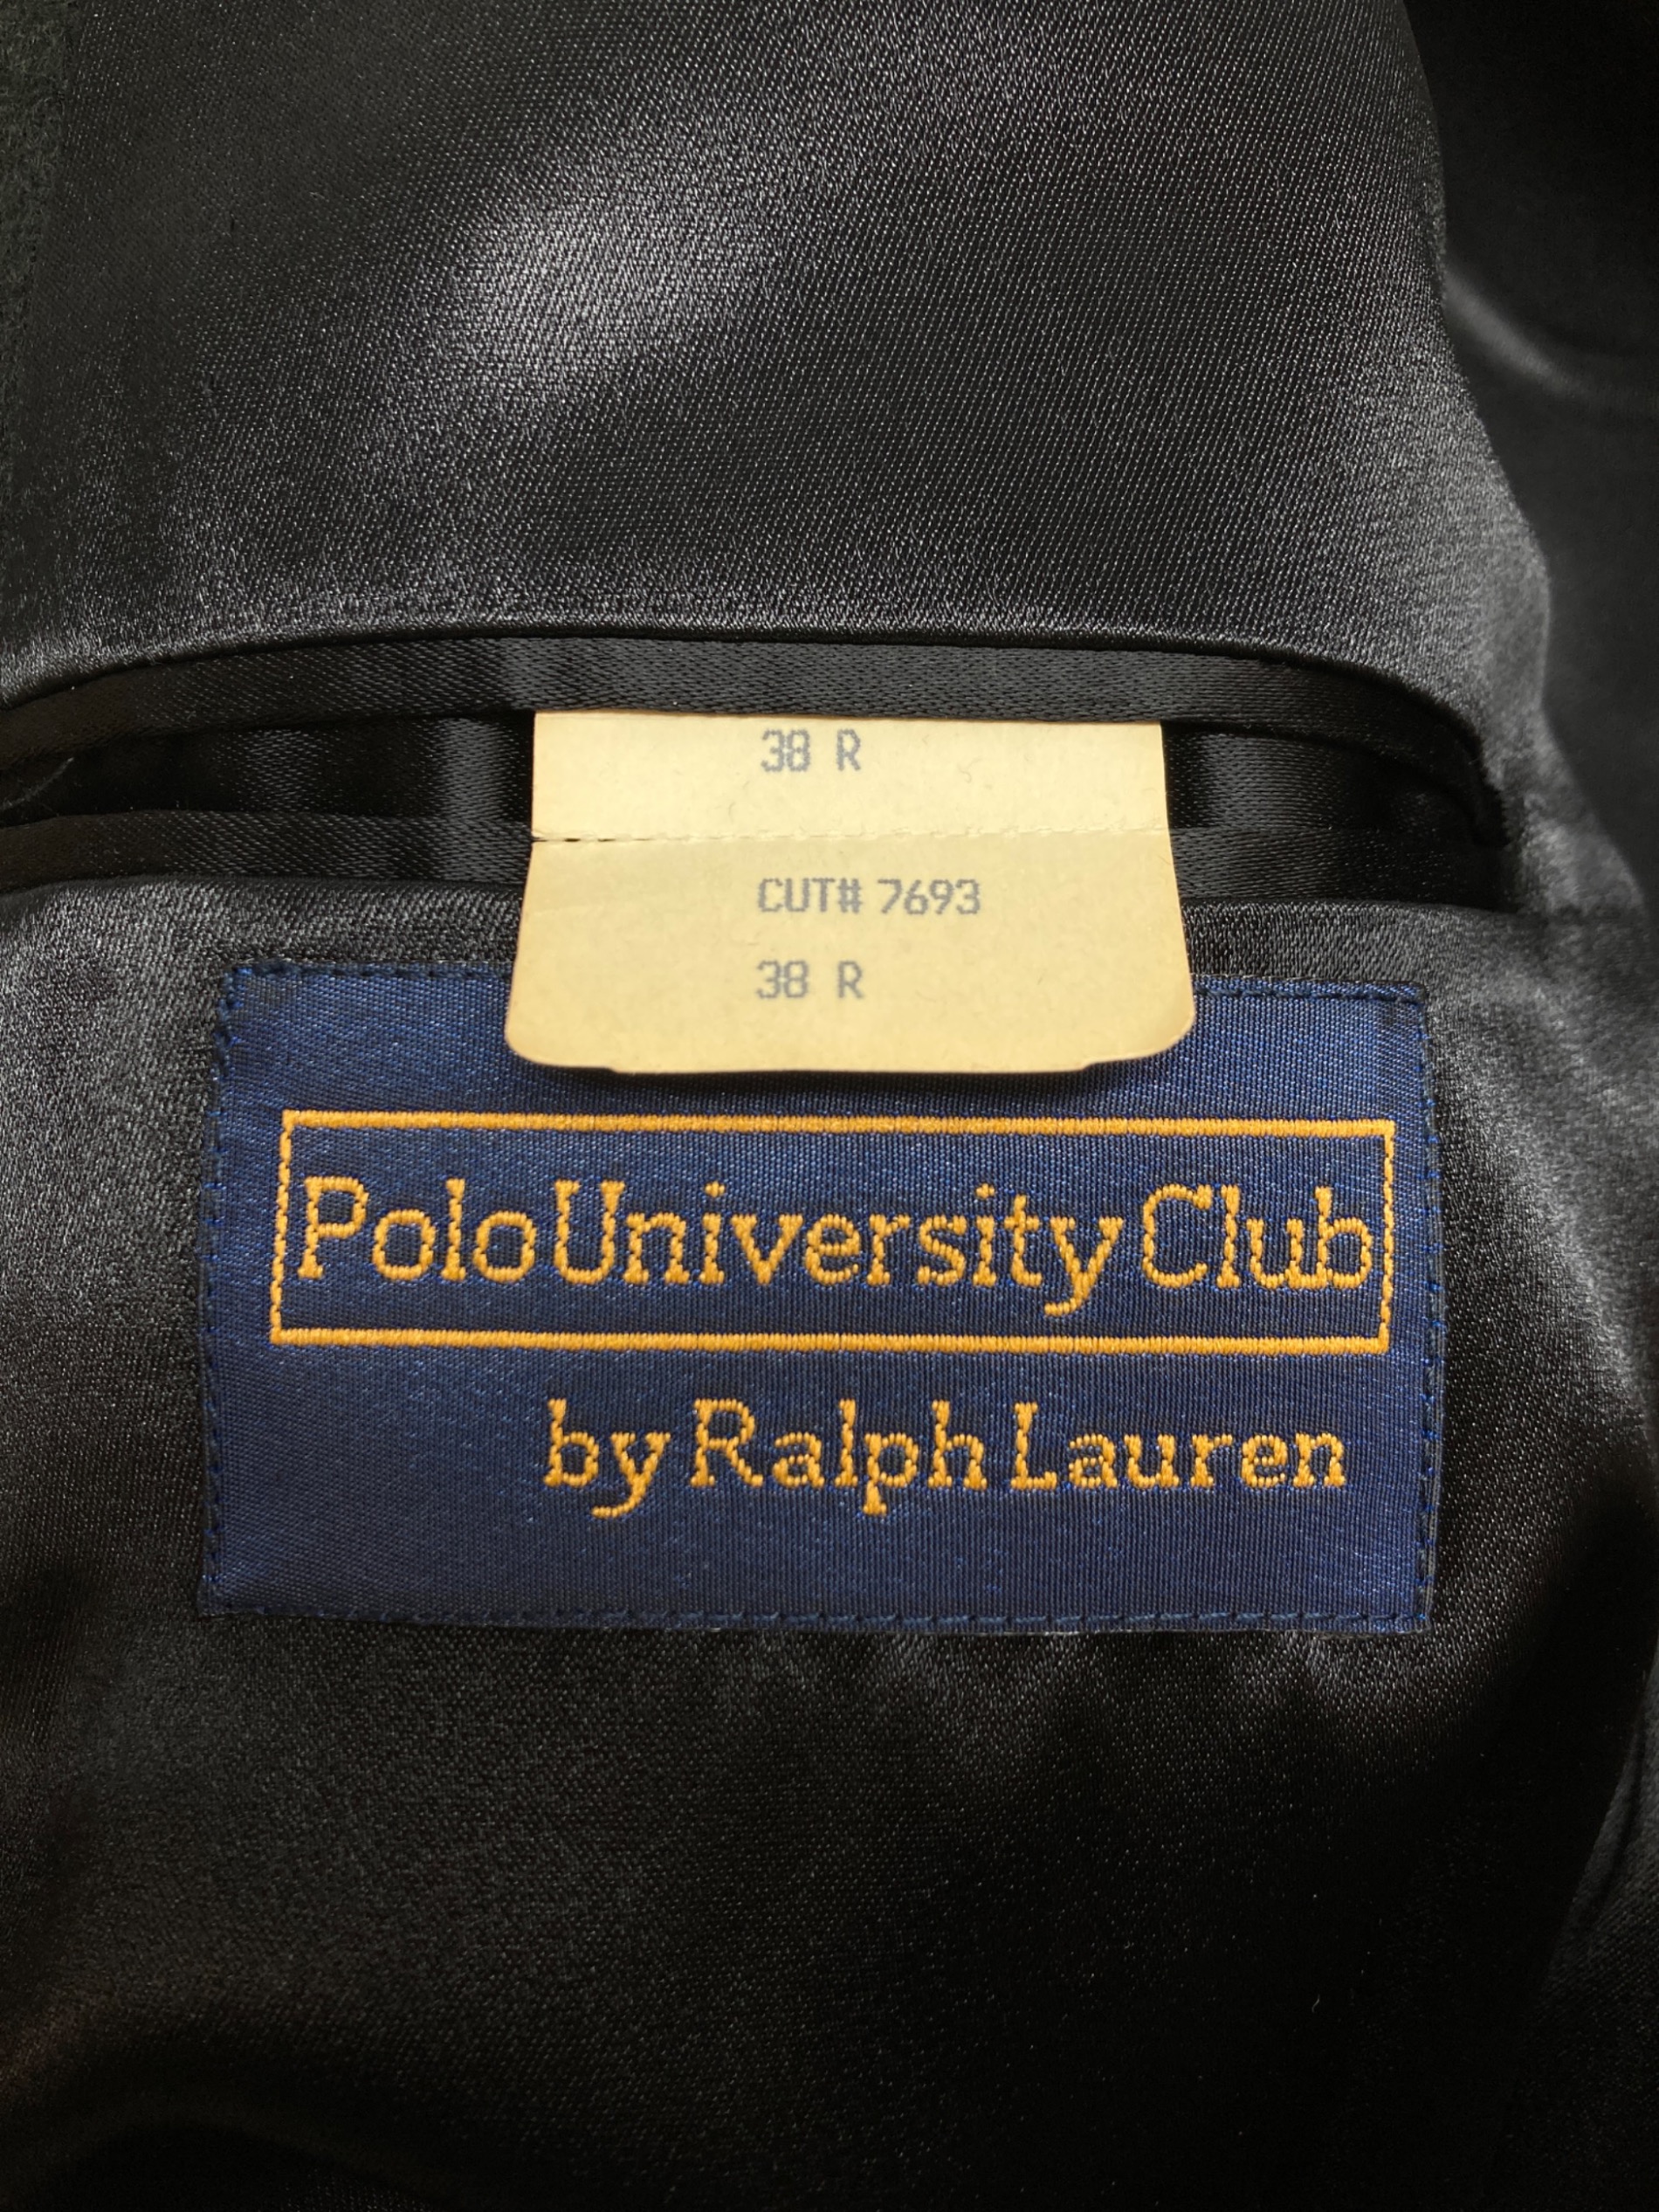 38 R
CUT# 7693
38 R
Polo University Club
by Ralph Lauren